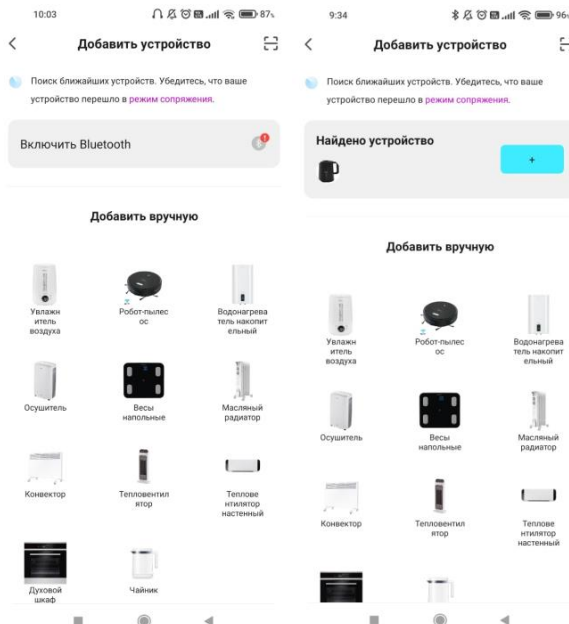 10:03
87%
Добавить устройство
Поиск ближайших устройств. Убедитесь, что ваше
устройство перешло в режим сопряжения.
Включить Bluetooth
Добавить вручную
Увлажн
итель
воздуха
Робот-пылес
ос
Водонагрева
тель накопит
ельный
Осушитель
Весы
напольные
Масляный
радиатор
Конвектор
Тепловентил
ятор
Теплове
нтилятор
настенный
Духовой
шкаф
Чайник
9:34
96%
Добавить устройство
Поиск ближайших устройств. Убедитесь, что ваше
устройство перешло в режим сопряжения.
Найдено устройство
+
Добавить вручную
Увлажн
итель
воздуха
Робот-пылес
ос
Водонагрева
тель накопит
ельный
Осушитель
Весы
напольные
Масляный
радиатор
Конвектор
Тепловентил
ятор
Теплове
нтилятор
настенный